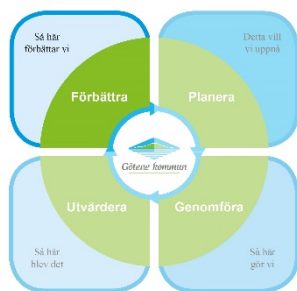 Så här
förbättar vi
Detta vill
vi uppnå
Förbättra
Planera
Götene kommun
Utvärdera
Genomföra
Så här
blev det
Så här
gör vi